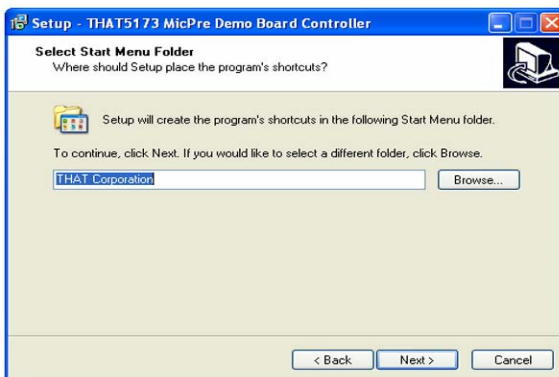 Setup - THAT5173 MicPre Demo Board Controller
Select Start Menu Folder
Where should Setup place the program's shortcuts?
Setup will create the program's shortcuts in the following Start Menu folder.
To continue, click Next. If you would like to select a different folder, click Browse.
THAT Corporation
Browse...
< Back
Next >
Cancel